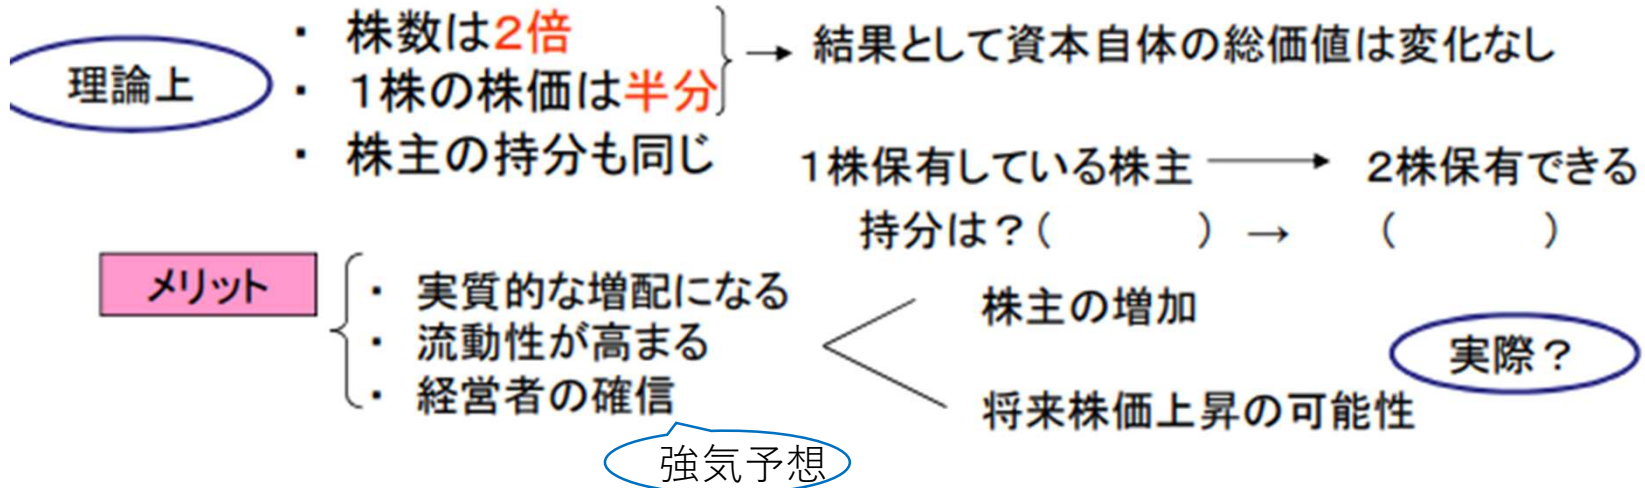 理論上
・ 株数は２倍
・ １株の株価は半分
→ 結果として資本自体の総価値は変化なし
・ 株主の持分も同じ
１株保有している株主 → ２株保有できる
持分は？（　　　） → （　　　）
メリット
・ 実質的な増配になる
・ 流動性が高まる
・ 経営者の確信
株主の増加
将来株価上昇の可能性
実際？
強気予想